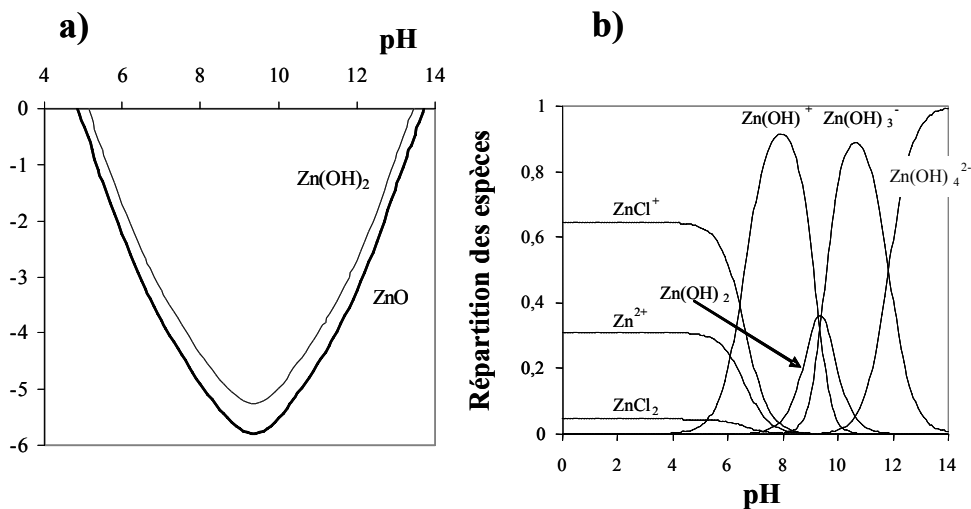 a)
pH
4 6 8 10 12 14
0
-1
-2
-3
-4
-5
-6
Zn(OH)2
ZnO
b)
Répartition des espèces
1
0,8
0,6
0,4
0,2
0
Zn(OH)+ Zn(OH)3-
Zn(OH)42-
ZnCl+
Zn(OH)2
Zn2+
ZnCl2
0 2 4 6 8 10 12 14
pH